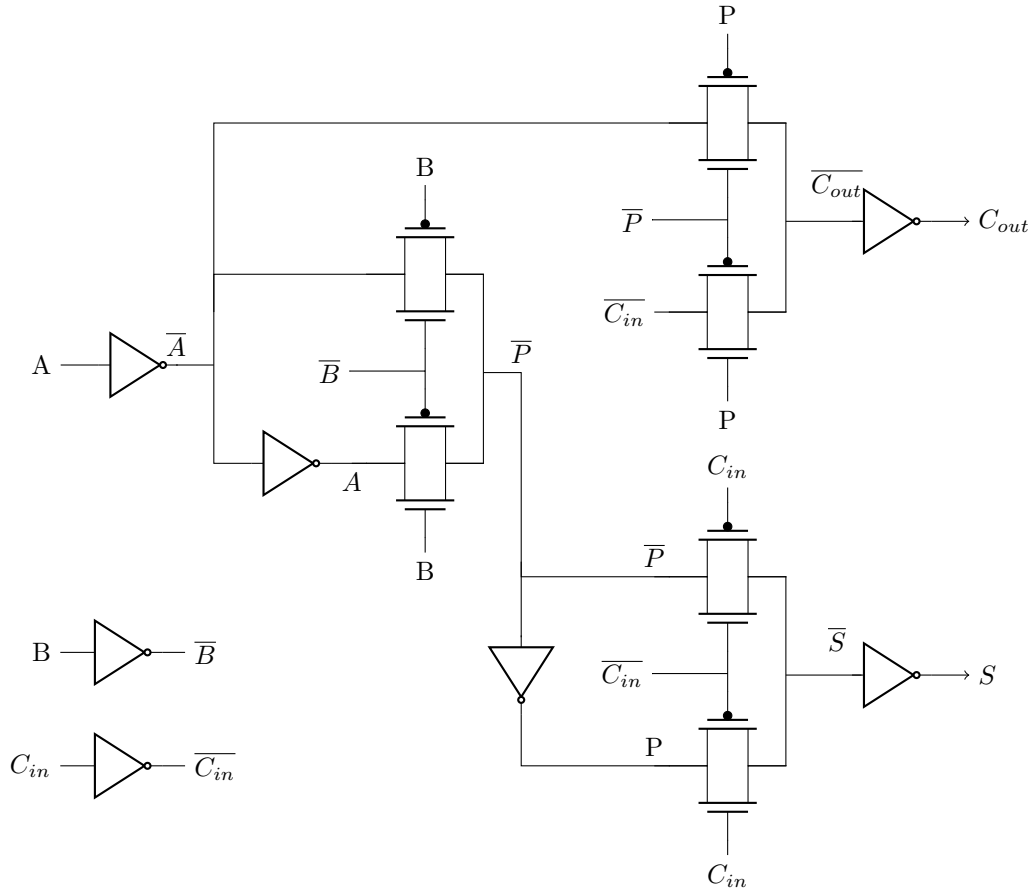 P
B
$\overline{C_{out}}$
$\overline{P}$
$C_{out}$
$\overline{C_{in}}$
A
$\overline{A}$
$\overline{B}$
$\overline{P}$
P
$A$
$C_{in}$
B
$\overline{P}$
B
$\overline{B}$
$\overline{C_{in}}$
$\overline{S}$
$S$
P
$C_{in}$
$\overline{C_{in}}$
$C_{in}$